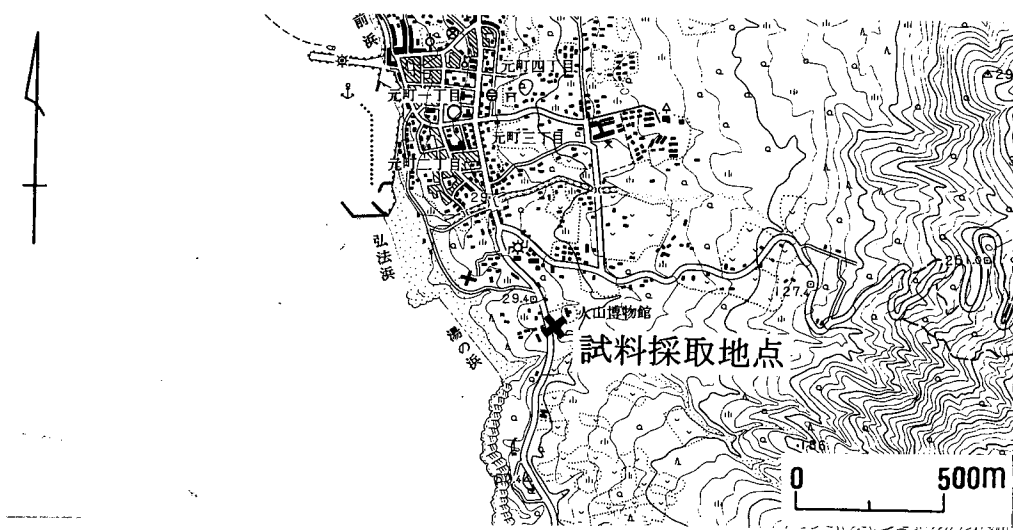 前浜
元町四丁目
元町一丁目
元町三丁目
元町二丁目
弘法浜
29.4
火山博物館
127.4
湯の浜
試料採取地点
186
0 500m